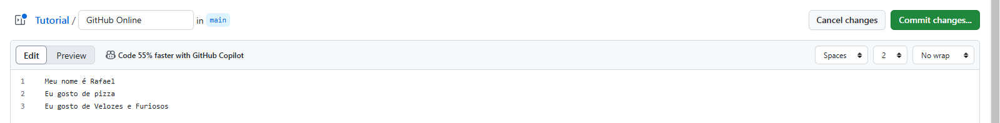 Tutorial / GitHub Online in main Cancel changes Commit changes...
Edit Preview Code 55% faster with GitHub Copilot Spaces 2 No wrap
1 Meu nome é Rafael
2 Eu gosto de pizza
3 Eu gosto de Velozes e Furiosos